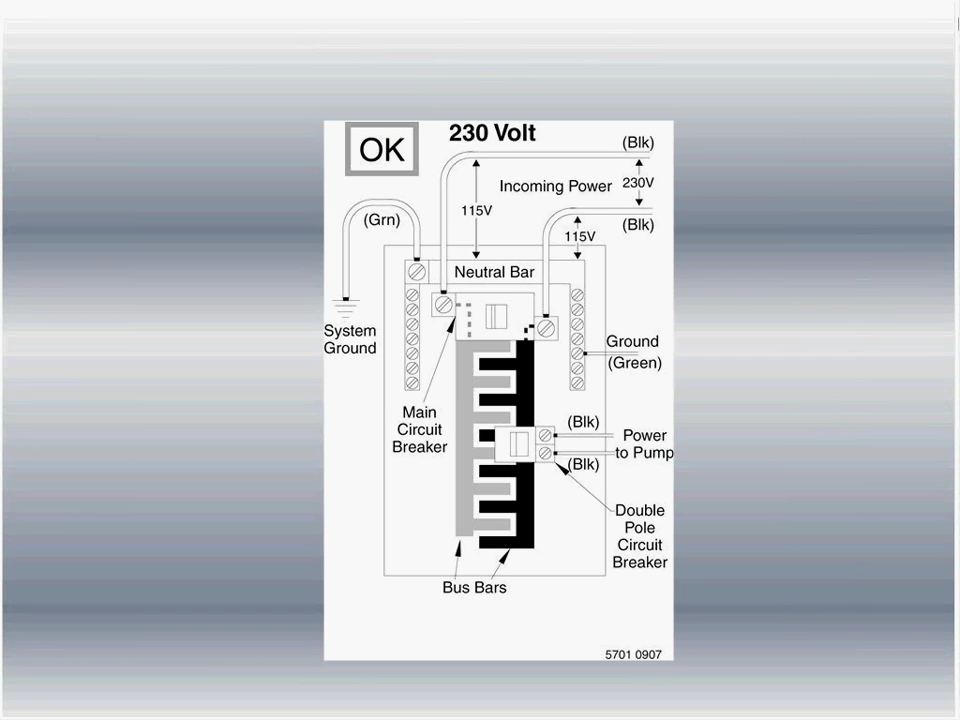 OK
230 Volt
(Blk)
Incoming Power
230V
115V
(Grn)
(Blk)
115V
Neutral Bar
System
Ground
Ground
(Green)
Main
Circuit
Breaker
(Blk)
Power
to Pump
(Blk)
Double
Pole
Circuit
Breaker
Bus Bars
5701 0907